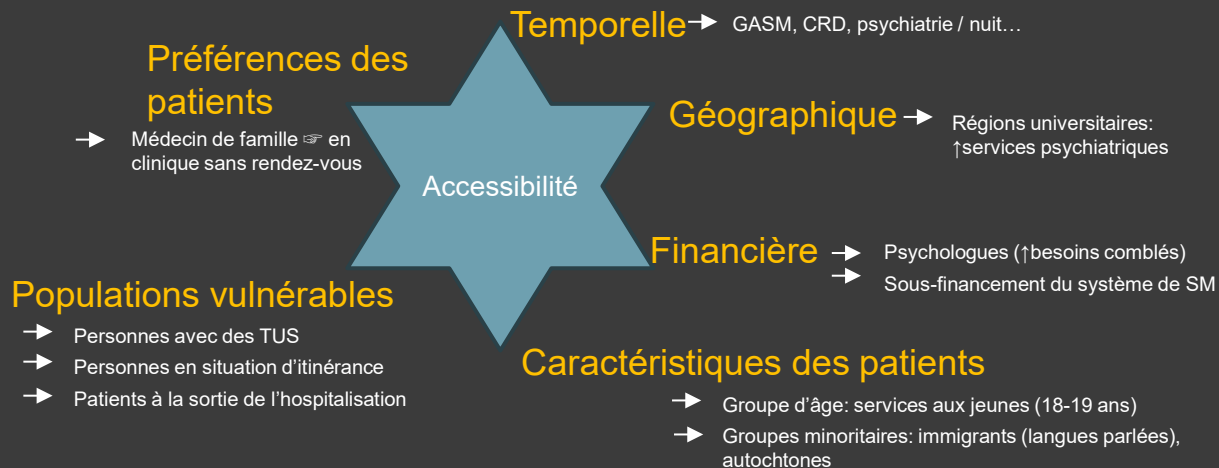 Temporelle
→ GASM, CRD, psychiatrie / nuit…
Préférences des
patients
→ Médecin de famille ☞ en
clinique sans rendez-vous
Géographique
→ Régions universitaires:
↑services psychiatriques
Accessibilité
Financière
→ Psychologues (↑besoins comblés)
→ Sous-financement du système de SM
Populations vulnérables
→ Personnes avec des TUS
→ Personnes en situation d’itinérance
→ Patients à la sortie de l’hospitalisation
Caractéristiques des patients
→ Groupe d’âge: services aux jeunes (18-19 ans)
→ Groupes minoritaires: immigrants (langues parlées),
autochtones